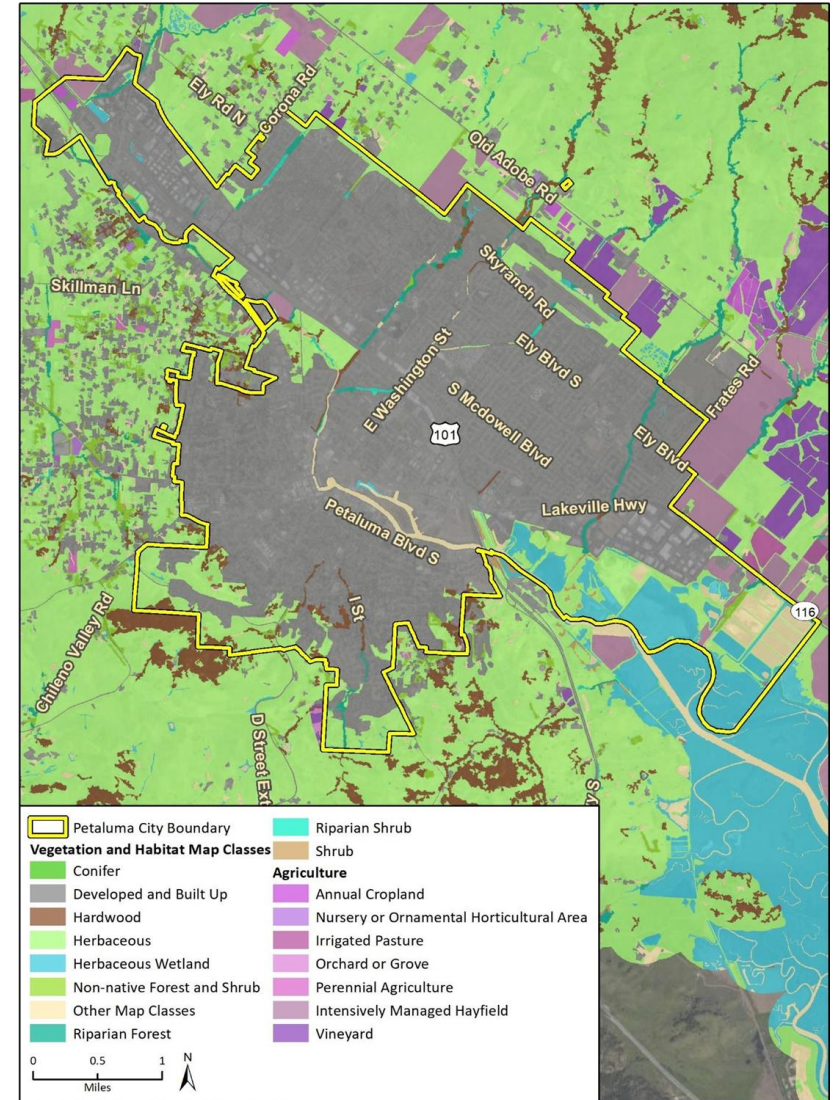 Ely Rd N
Corona Rd
Old Adobe Rd
Skillman Ln
Skyranch Rd
Ely Blvd S
E Washington St
S Mcdowell Blvd
Frates Rd
101
Ely Blvd
Lakeville Hwy
Petaluma Blvd S
I St
116
Chileno Valley Rd
D Street Ext
y S
Petaluma City Boundary
Vegetation and Habitat Map Classes
Conifer
Developed and Built Up
Hardwood
Herbaceous
Herbaceous Wetland
Non-native Forest and Shrub
Other Map Classes
Riparian Forest
Riparian Shrub
Shrub
Agriculture
Annual Cropland
Nursery or Ornamental Horticultural Area
Irrigated Pasture
Orchard or Grove
Perennial Agriculture
Intensively Managed Hayfield
Vineyard
0 0.5 1
Miles
N